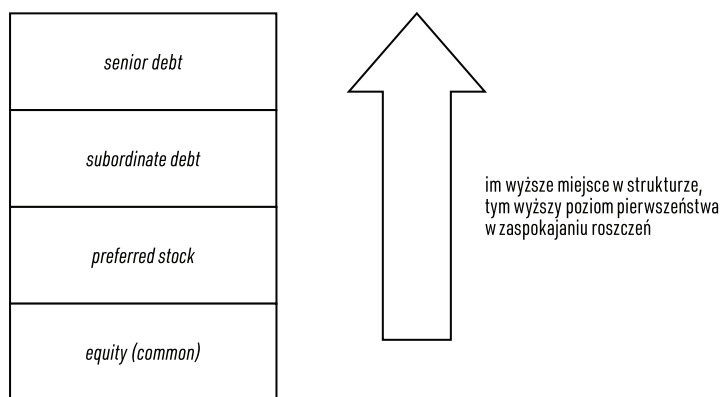 senior debt
subordinate debt
preferred stock
equity (common)
im wyższe miejsce w strukturze,
tym wyższy poziom pierwszeństwa
w zaspokajaniu roszczeń